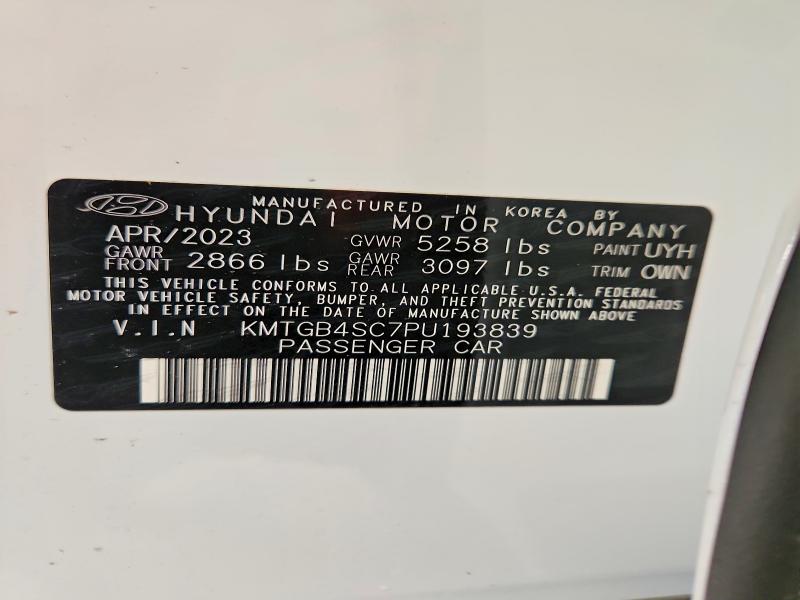 MANUFACTURED IN KOREA BY
HYUNDAI MOTOR COMPANY
APR/2023 GVWR 5258 lbs PAINT UYH
GAWR FRONT 2866 lbs GAWR REAR 3097 lbs TRIM OWN
THIS VEHICLE CONFORMS TO ALL APPLICABLE U.S.A. FEDERAL
MOTOR VEHICLE SAFETY, BUMPER, AND THEFT PREVENTION STANDARDS
IN EFFECT ON THE DATE OF MANUFACTURE SHOWN ABOVE
V.I.N KMTGB4SC7PU193839
PASSENGER CAR